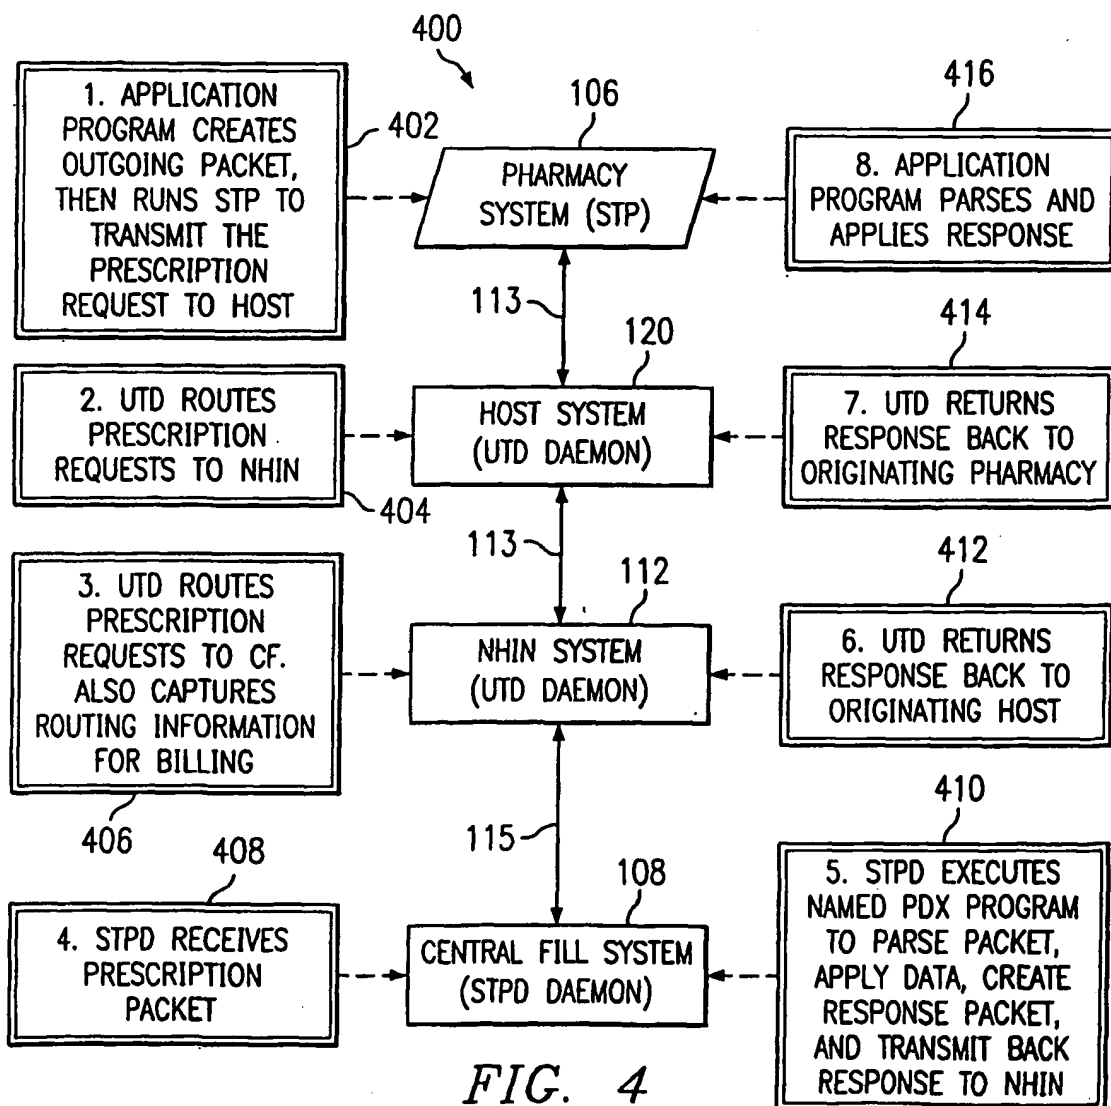 400
1. APPLICATION
PROGRAM CREATES
OUTGOING PACKET,
THEN RUNS STP TO
TRANSMIT THE
PRESCRIPTION
REQUEST TO HOST
402
106
PHARMACY
SYSTEM (STP)
416
8. APPLICATION
PROGRAM PARSES AND
APPLIES RESPONSE
113
2. UTD ROUTES
PRESCRIPTION
REQUESTS TO NHIN
404
120
HOST SYSTEM
(UTD DAEMON)
414
7. UTD RETURNS
RESPONSE BACK TO
ORIGINATING PHARMACY
113
3. UTD ROUTES
PRESCRIPTION
REQUESTS TO CF.
ALSO CAPTURES
ROUTING INFORMATION
FOR BILLING
406
112
NHIN SYSTEM
(UTD DAEMON)
412
6. UTD RETURNS
RESPONSE BACK TO
ORIGINATING HOST
115
408
4. STPD RECEIVES
PRESCRIPTION
PACKET
108
CENTRAL FILL SYSTEM
(STPD DAEMON)
410
5. STPD EXECUTES
NAMED PDX PROGRAM
TO PARSE PACKET,
APPLY DATA, CREATE
RESPONSE PACKET,
AND TRANSMIT BACK
RESPONSE TO NHIN
FIG. 4